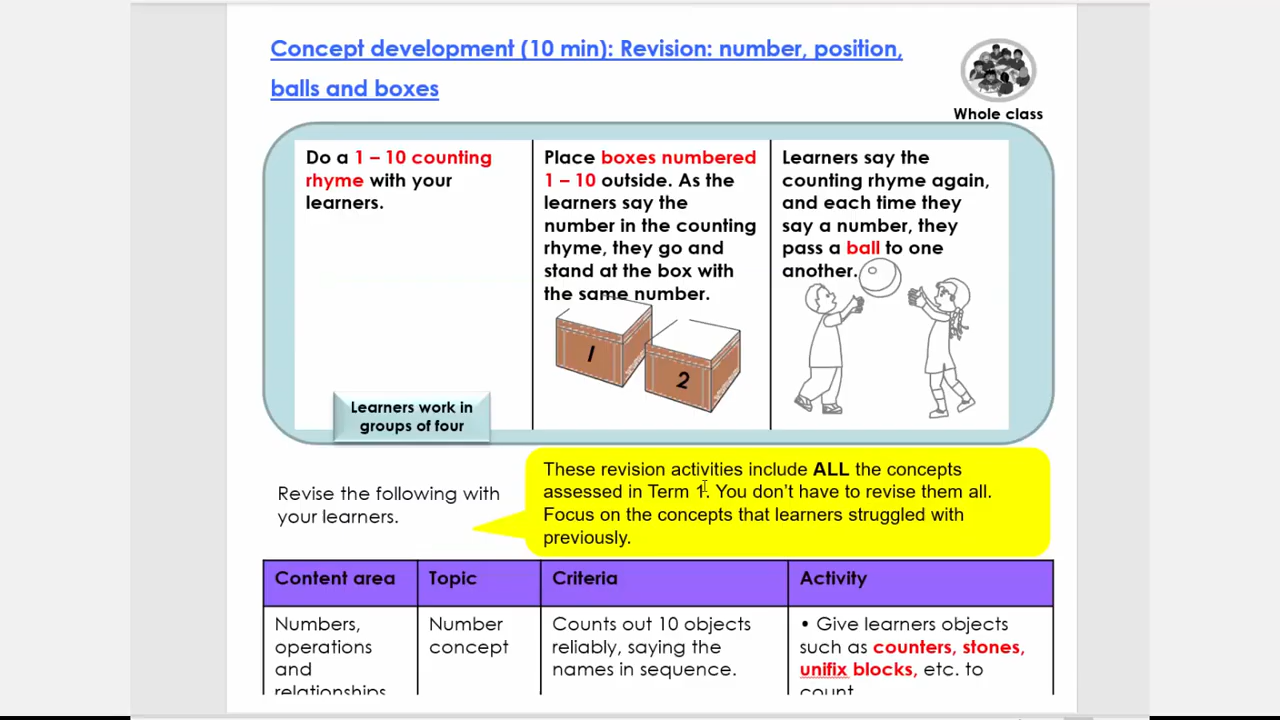 Concept development (10 min): Revision: number, position,
balls and boxes
Whole class
Do a 1 – 10 counting
rhyme with your
learners.
Learners work in
groups of four
Place boxes numbered
1 – 10 outside. As the
learners say the
number in the counting
rhyme, they go and
stand at the box with
the same number.
1
2
Learners say the
counting rhyme again,
and each time they
say a number, they
pass a ball to one
another.
Revise the following with
your learners.
These revision activities include ALL the concepts
assessed in Term 1. You don’t have to revise them all.
Focus on the concepts that learners struggled with
previously.
Content area
Topic
Criteria
Activity
Numbers,
operations
and
relationships
Number
concept
Counts out 10 objects
reliably, saying the
names in sequence.
• Give learners objects
such as counters, stones,
unifix blocks, etc. to
count